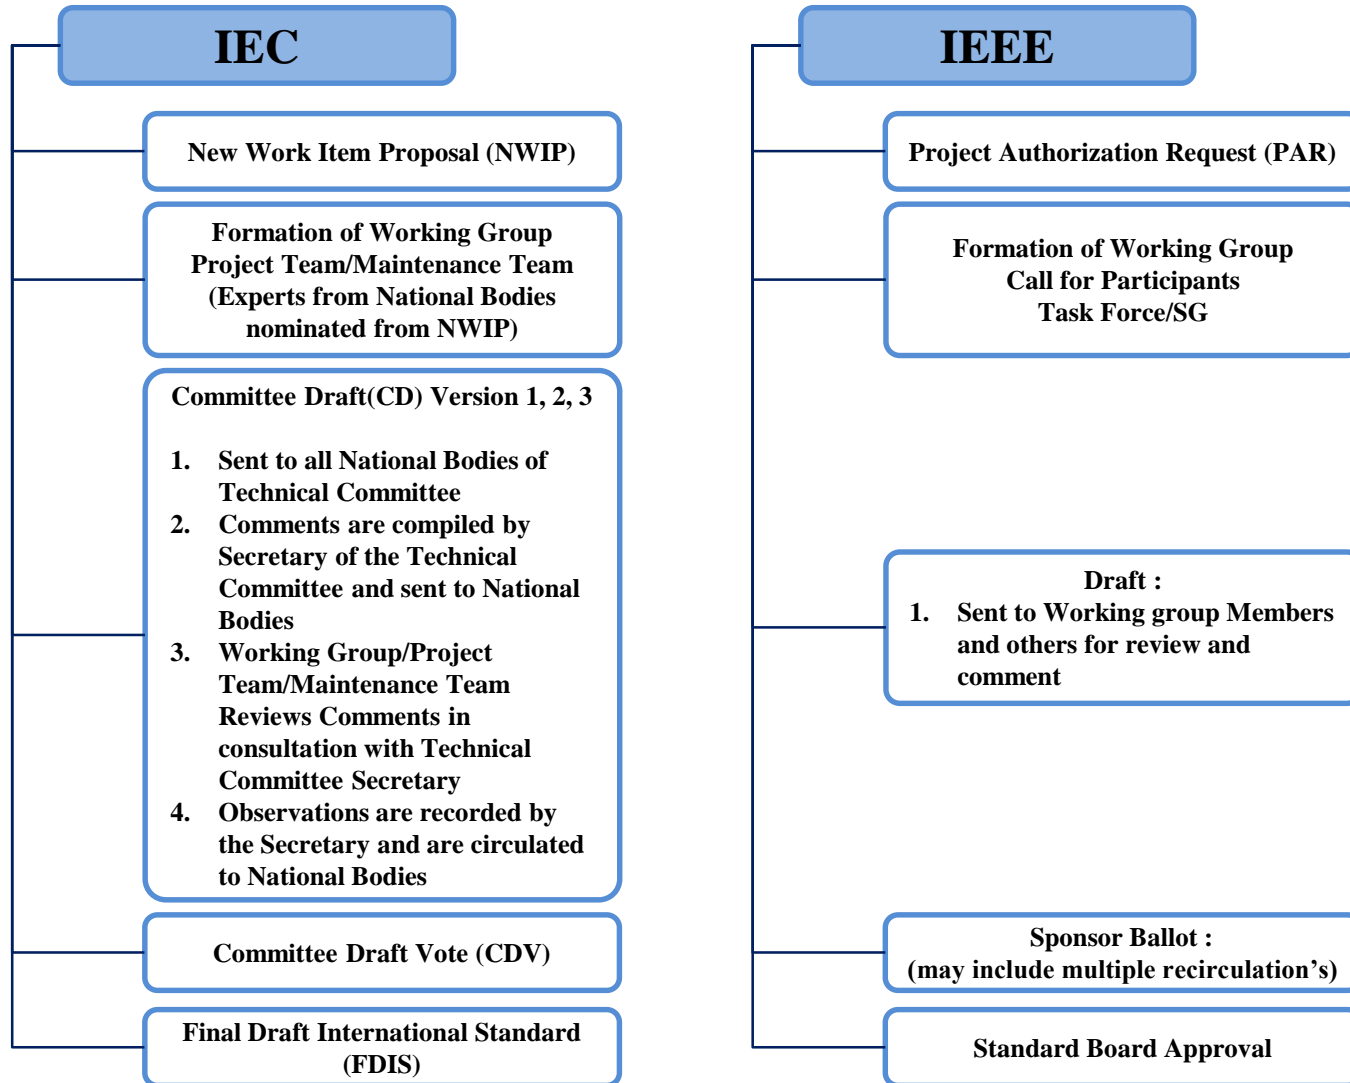 IEC
New Work Item Proposal (NWIP)
Formation of Working Group
Project Team/Maintenance Team
(Experts from National Bodies
nominated from NWIP)
Committee Draft(CD) Version 1, 2, 3
1. Sent to all National Bodies of
Technical Committee
2. Comments are compiled by
Secretary of the Technical
Committee and sent to National
Bodies
3. Working Group/Project
Team/Maintenance Team
Reviews Comments in
consultation with Technical
Committee Secretary
4. Observations are recorded by
the Secretary and are circulated
to National Bodies
Committee Draft Vote (CDV)
Final Draft International Standard
(FDIS)
IEEE
Project Authorization Request (PAR)
Formation of Working Group
Call for Participants
Task Force/SG
Draft :
1. Sent to Working group Members
and others for review and
comment
Sponsor Ballot :
(may include multiple recirculation’s)
Standard Board Approval